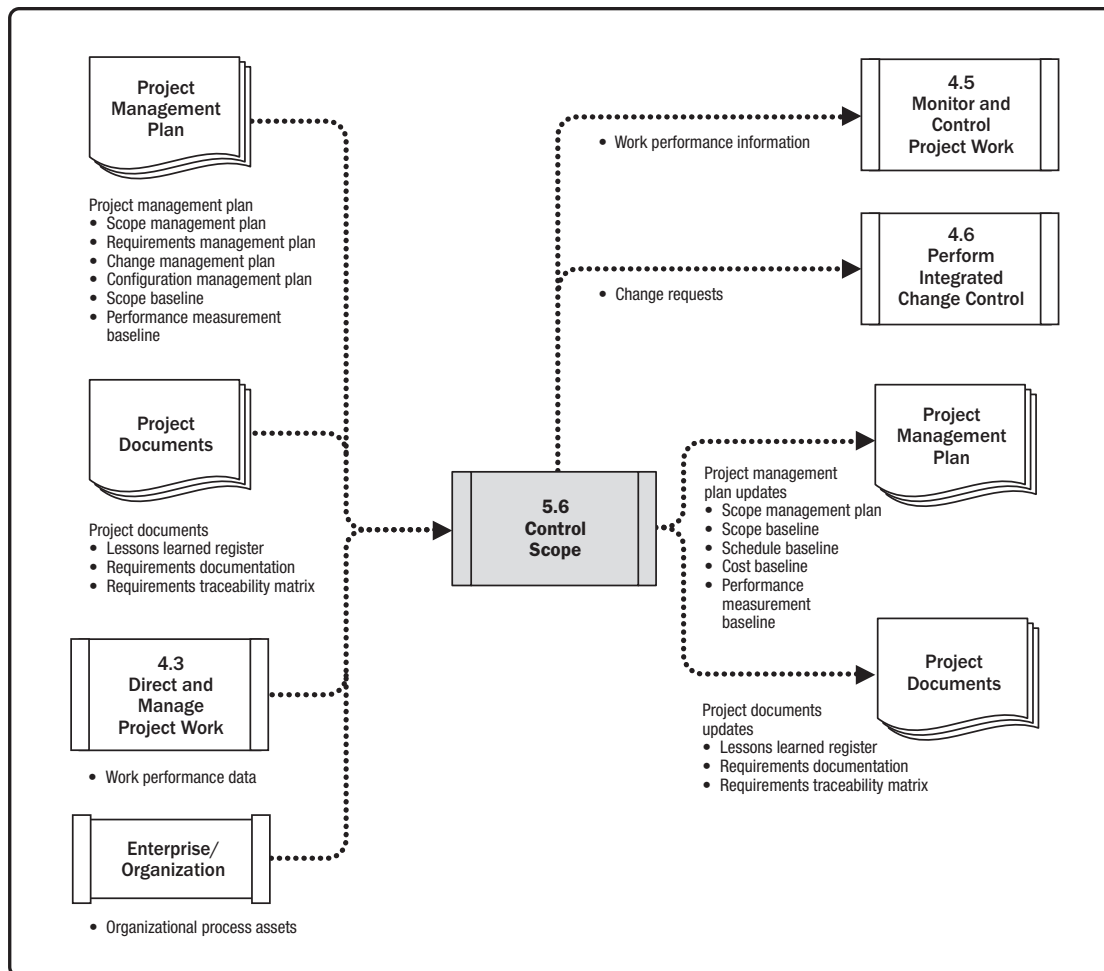 Project
Management
Plan
Project management plan
• Scope management plan
• Requirements management plan
• Change management plan
• Configuration management plan
• Scope baseline
• Performance measurement
baseline
Project
Documents
Project documents
• Lessons learned register
• Requirements documentation
• Requirements traceability matrix
4.3
Direct and
Manage
Project Work
• Work performance data
Enterprise/
Organization
• Organizational process assets
5.6
Control
Scope
• Work performance information
4.5
Monitor and
Control
Project Work
• Change requests
4.6
Perform
Integrated
Change Control
Project
Management
Plan
Project management
plan updates
• Scope management plan
• Scope baseline
• Schedule baseline
• Cost baseline
• Performance
measurement
baseline
Project
Documents
Project documents
updates
• Lessons learned register
• Requirements documentation
• Requirements traceability matrix